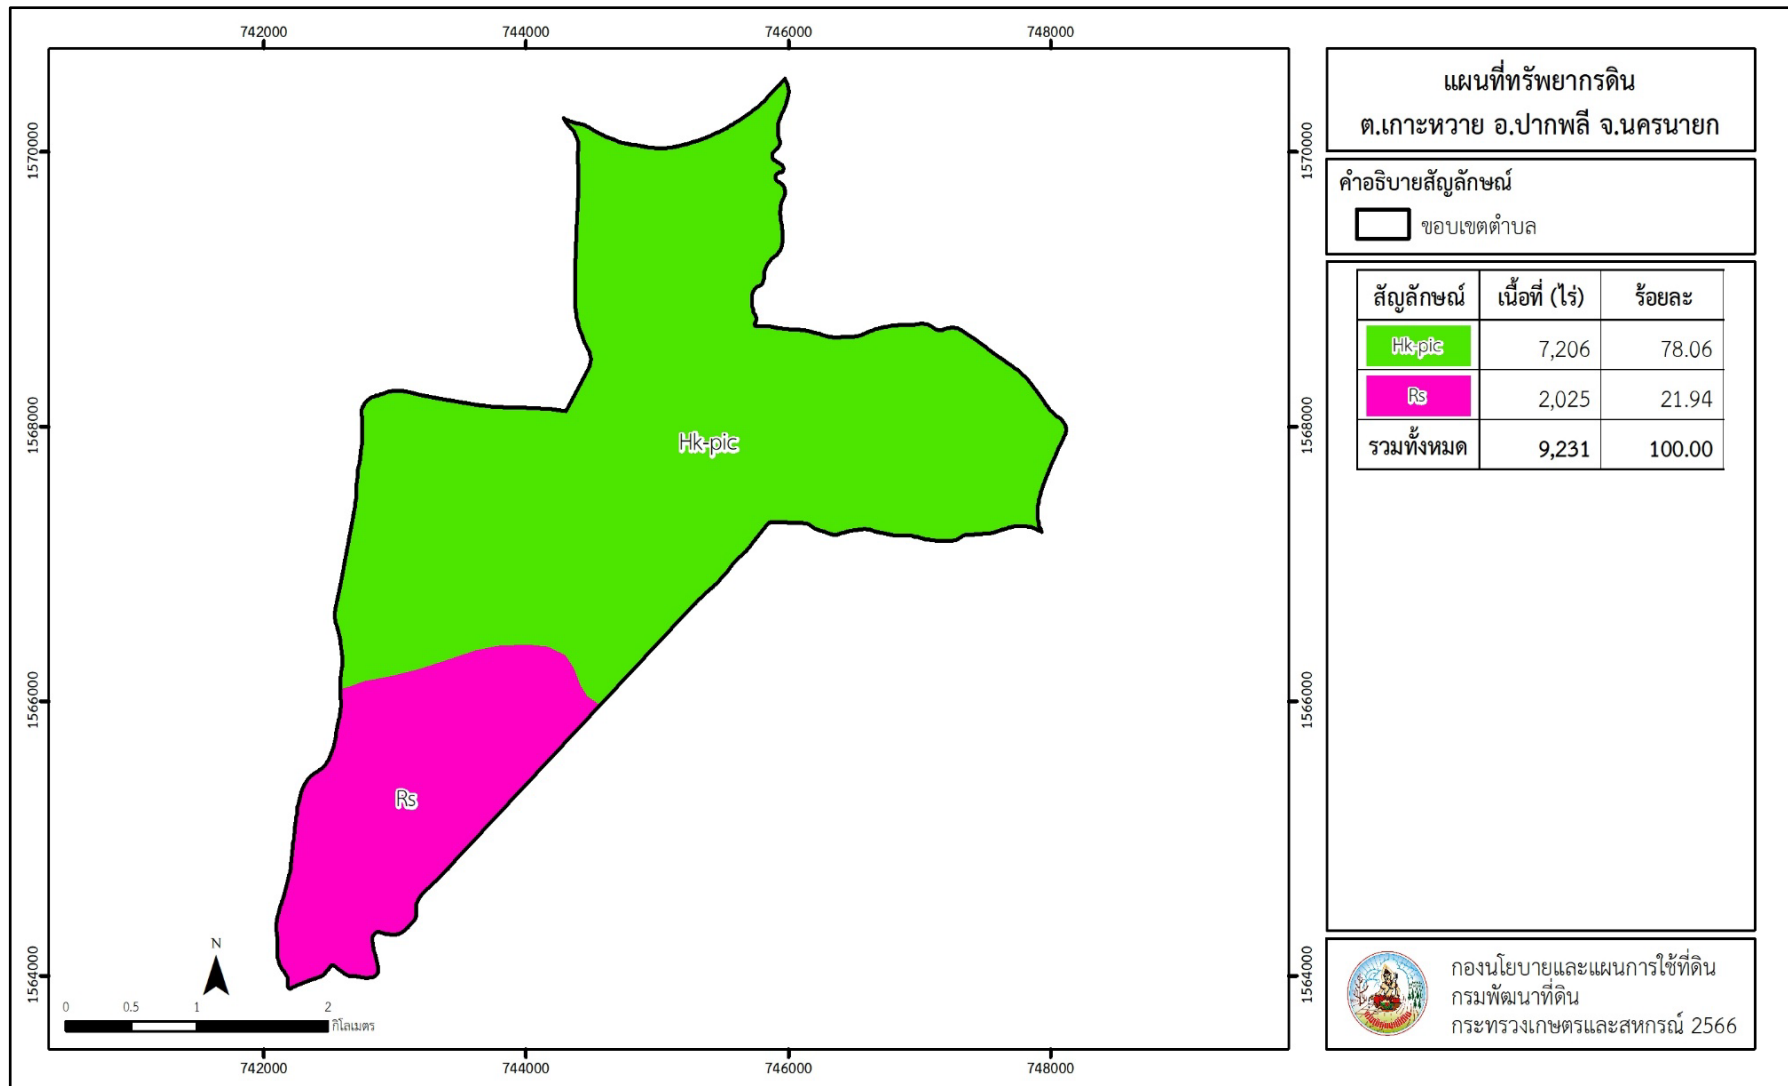 742000 744000 746000 748000
1570000 1570000
1568000 1568000
1566000 1566000
1564000 1564000
Hk-pic
Rs
N
0 0.5 1 2
กิโลเมตร
742000 744000 746000 748000
แผนที่ทรัพยากรดิน
ต.เกาะหวาย อ.ปากพลี จ.นครนายก
คำอธิบายสัญลักษณ์
ขอบเขตตำบล
สัญลักษณ์ เนื้อที่ (ไร่) ร้อยละ
Hk-pic 7,206 78.06
Rs 2,025 21.94
รวมทั้งหมด 9,231 100.00
กองนโยบายและแผนการใช้ที่ดิน
กรมพัฒนาที่ดิน
กระทรวงเกษตรและสหกรณ์ 2566